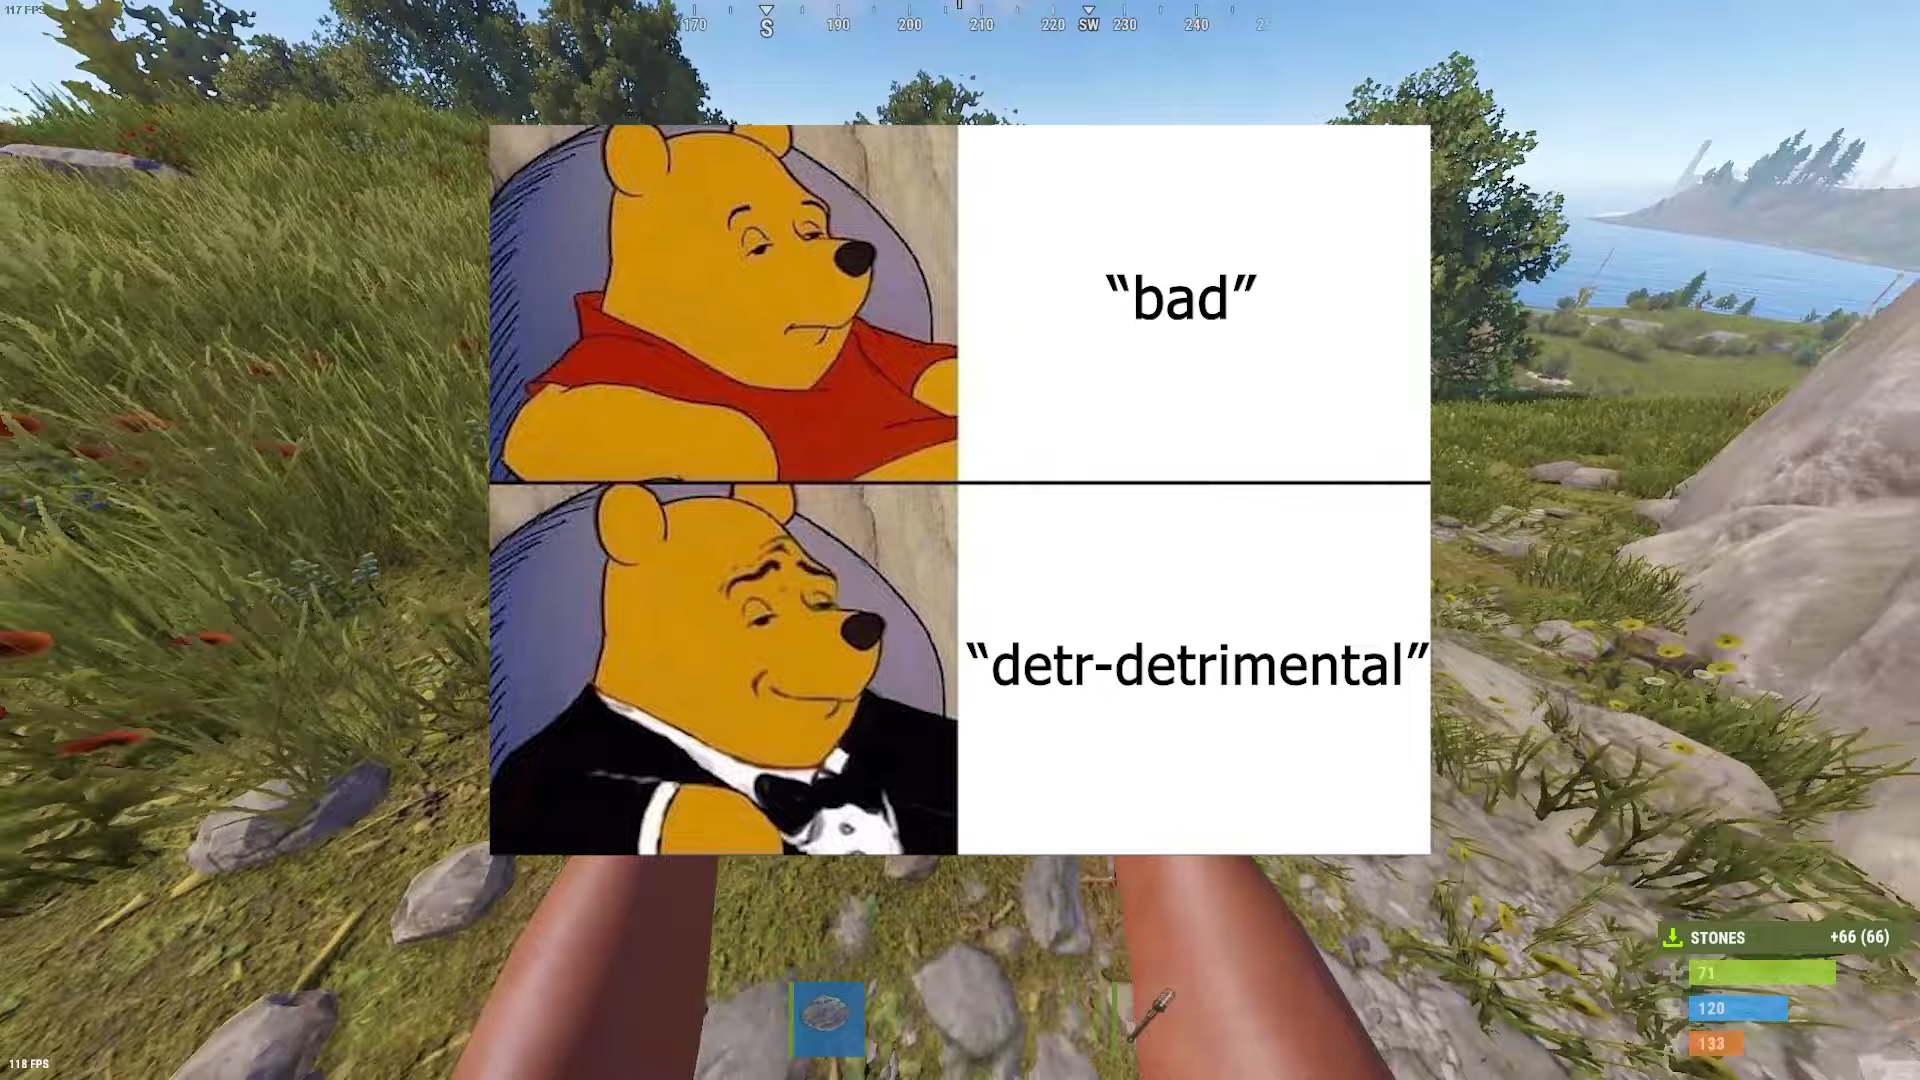 117 FPS
170 S 190 200 210 220 SW 230 240
“bad”
“detr-detrimental”
STONES +66 (66)
71
120
133
118 FPS